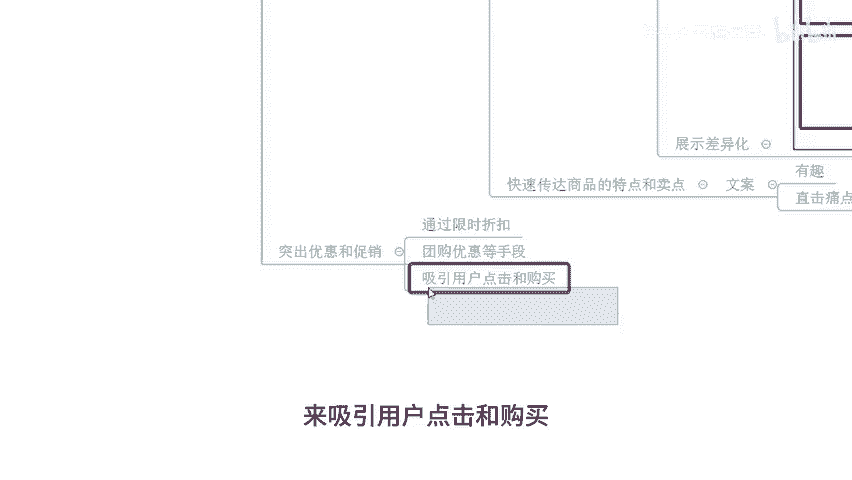 展示差异化
有趣
快速传达商品的特点和卖点
文案
直击痛点
通过限时折扣
突出优惠和促销
团购优惠等手段
吸引用户点击和购买
来吸引用户点击和购买